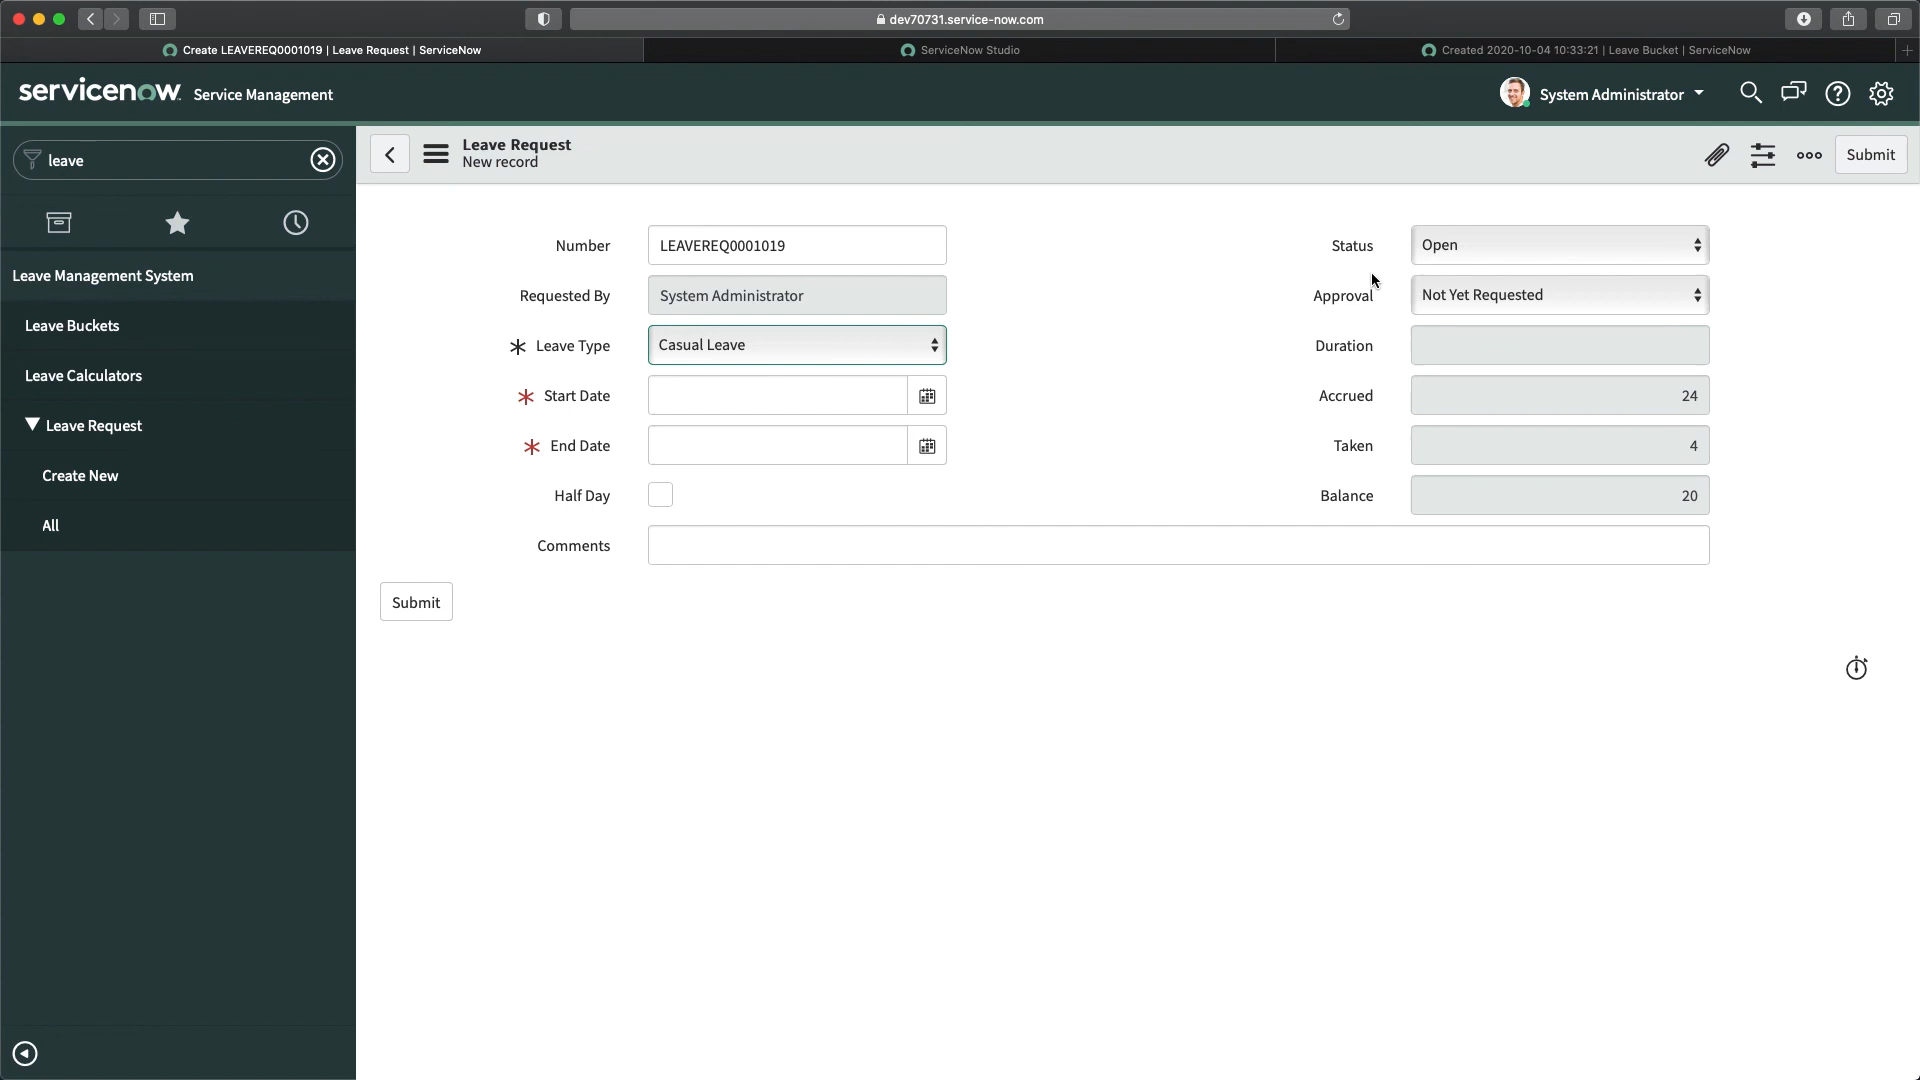 dev70731.service-now.com
Create LEAVEREQ0001019 | Leave Request | ServiceNow
ServiceNow Studio
Created 2020-10-04 10:33:21 | Leave Bucket | ServiceNow
servicenow Service Management
System Administrator
leave
Leave Management System
Leave Buckets
Leave Calculators
Leave Request
Create New
All
Leave Request
New record
Submit
Number LEAVEREQ0001019
Requested By System Administrator
Leave Type Casual Leave
Start Date
End Date
Half Day
Comments
Status Open
Approval Not Yet Requested
Duration
Accrued 24
Taken 4
Balance 20
Submit